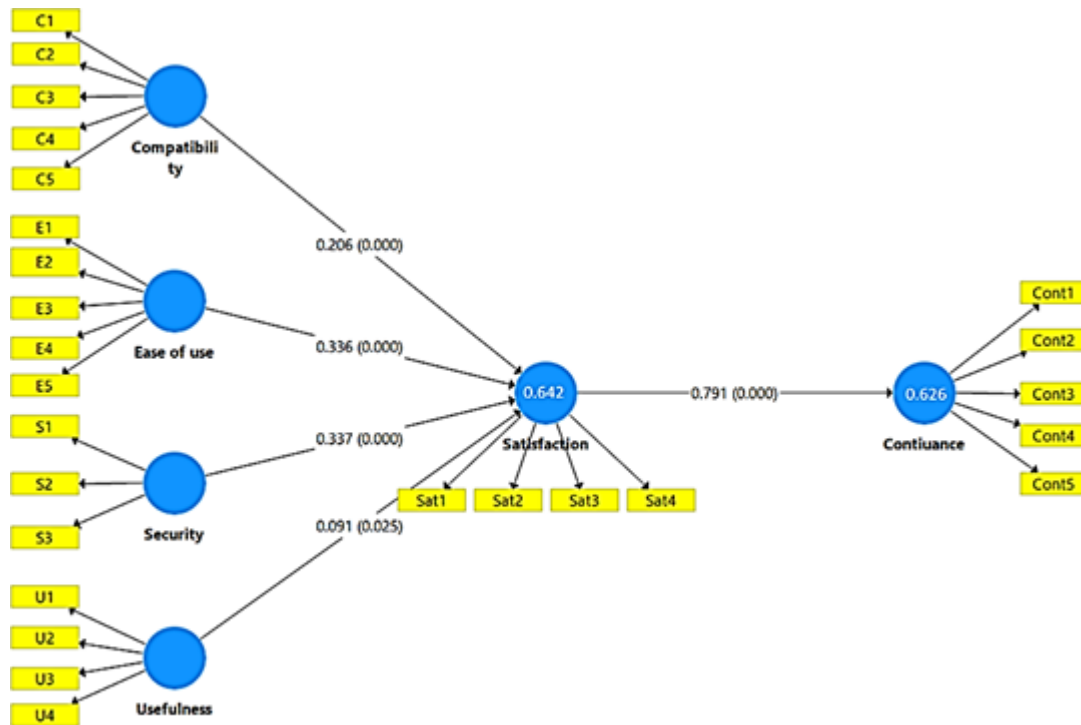 C1
C2
C3
C4
C5
Compatibili
ty
0.206 (0.000)
E1
E2
E3
E4
E5
Ease of use
0.336 (0.000)
S1
S2
S3
Security
0.337 (0.000)
U1
U2
U3
U4
Usefulness
0.091 (0.025)
0.642
Satisfaction
Sat1
Sat2
Sat3
Sat4
0.791 (0.000)
0.626
Contiuance
Cont1
Cont2
Cont3
Cont4
Cont5